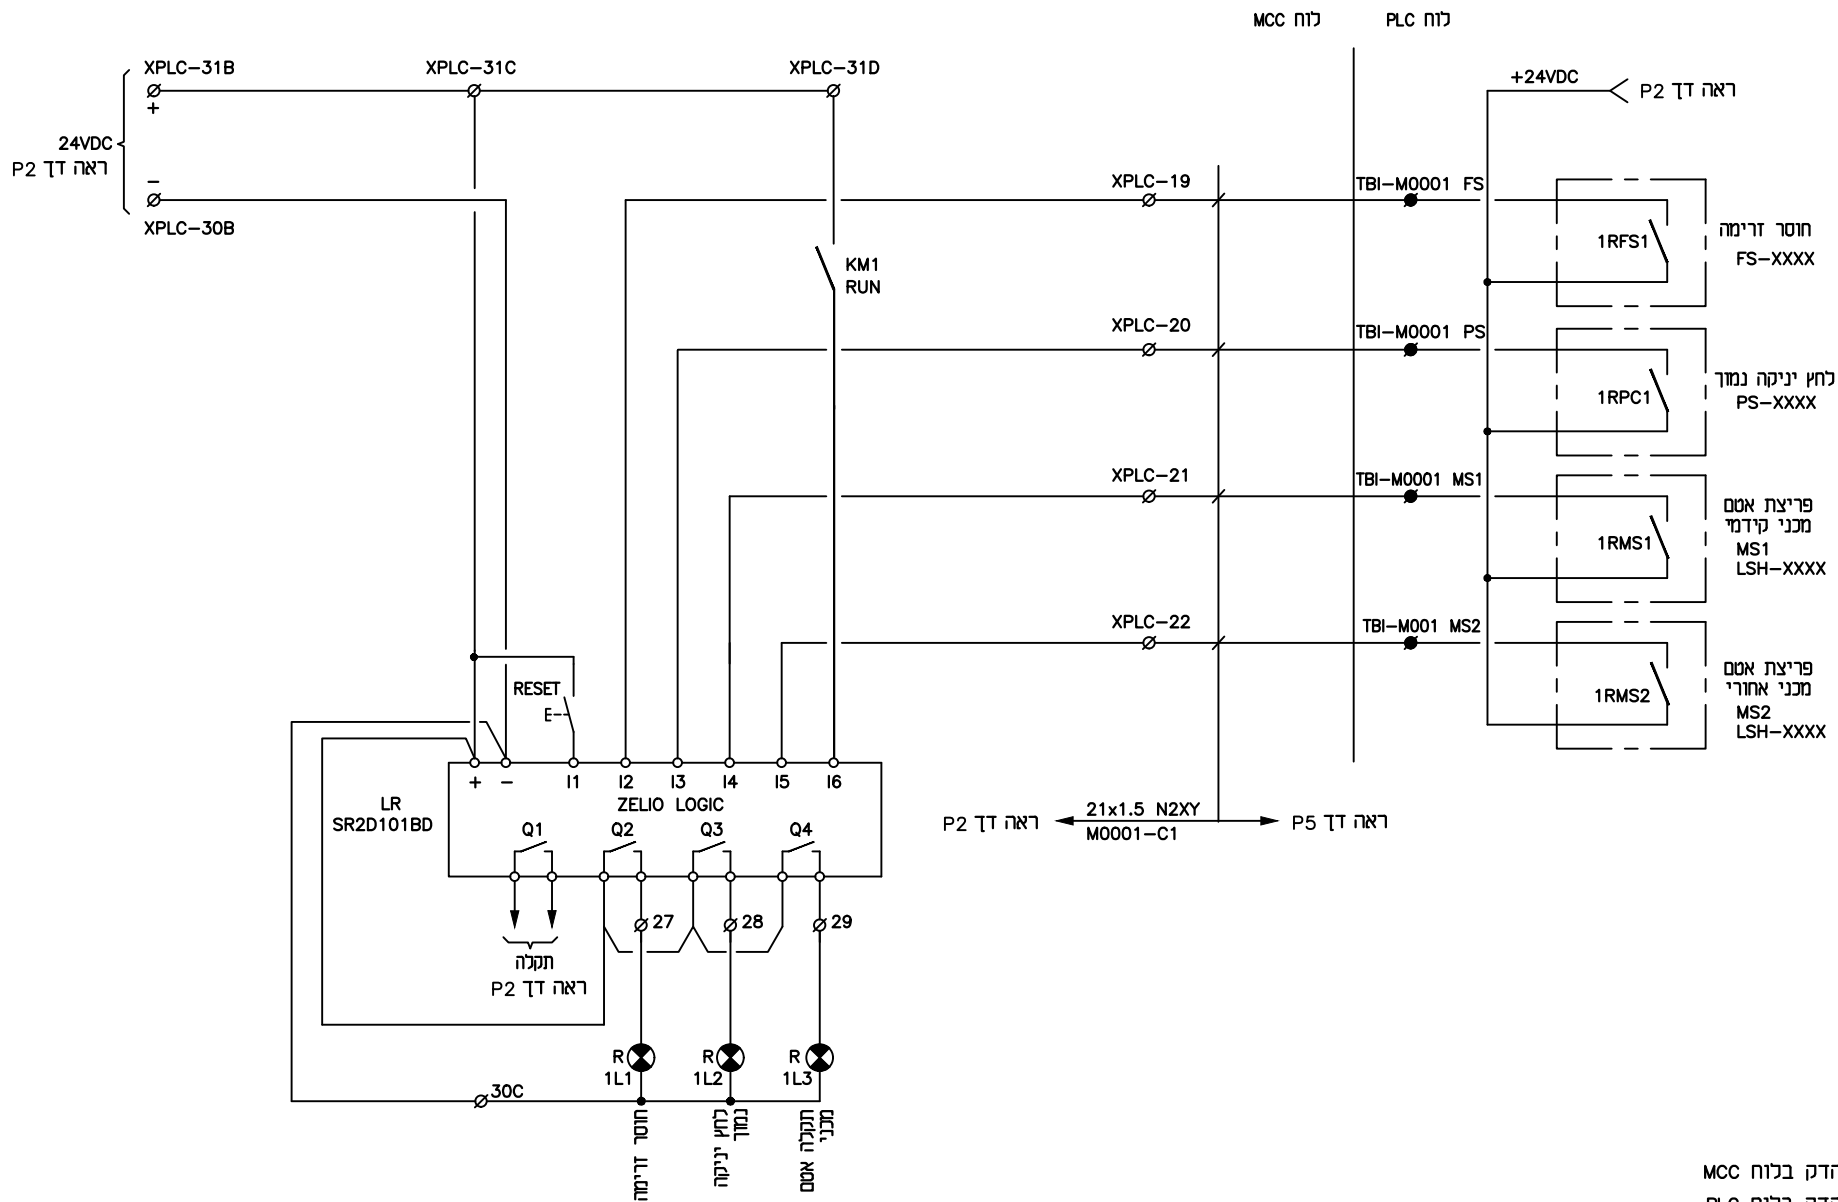 לוח MCC
לוח PLC
XPLC-31B
XPLC-31C
XPLC-31D
+24VDC
ראה דף P2
+
24VDC
ראה דף P2
−
XPLC-30B
XPLC-19
TBI-M0001 FS
1RFS1
חוסר זרימה
FS-XXXX
KM1
RUN
XPLC-20
TBI-M0001 PS
1RPC1
לחץ יניקה נמוך
PS-XXXX
XPLC-21
TBI-M0001 MS1
1RMS1
פריצת אטם
מכני קידמי
MS1
LSH-XXXX
XPLC-22
TBI-M001 MS2
1RMS2
פריצת אטם
מכני אחורי
MS2
LSH-XXXX
RESET
E
+ − I1 I2 I3 I4 I5 I6
LR
SR2D101BD
ZELIO LOGIC
Q1 Q2 Q3 Q4
ראה דף P2
21x1.5 N2XY
M0001-C1
ראה דף P5
27
28
29
תקלה
ראה דף P2
R
1L1
R
1L2
R
1L3
30C
חוסר זרימה
לחץ יניקה
נמוך
תקלה אטם
מכני
הדק בלוח MCC
הדק בלוח PLC